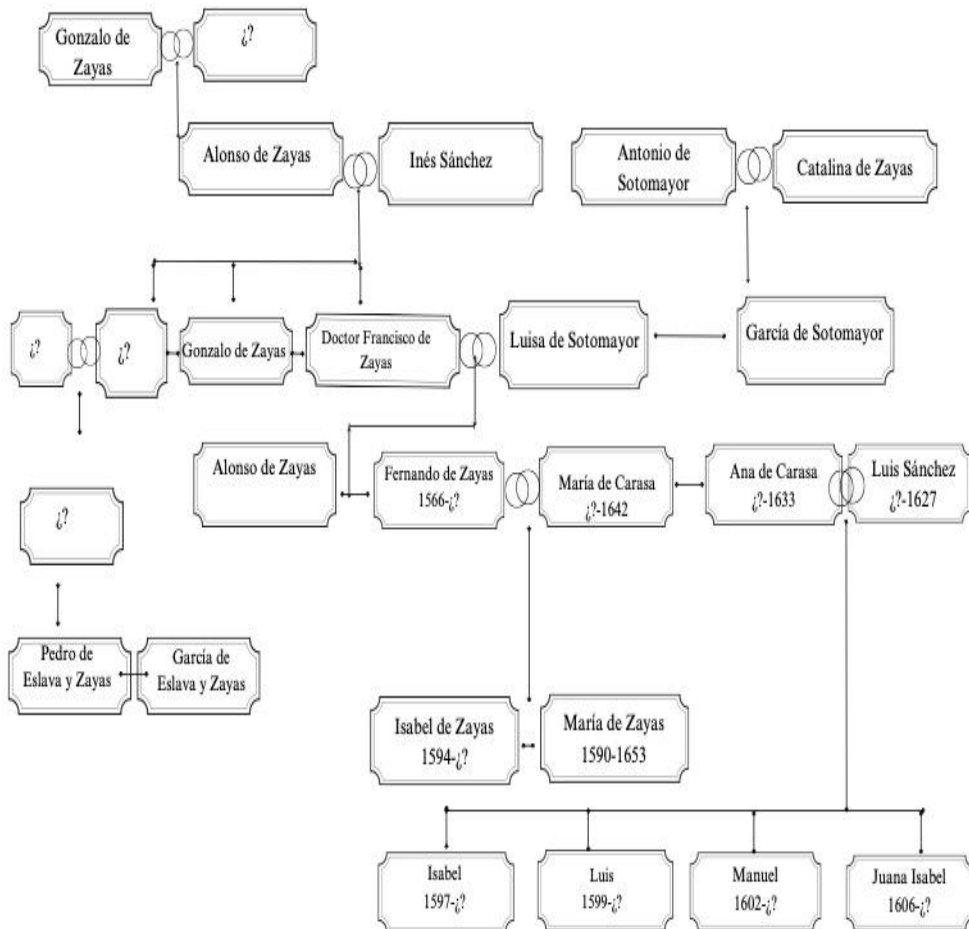 Gonzalo de
Zayas
¿?
Alonso de Zayas
Inés Sánchez
Antonio de
Sotomayor
Catalina de Zayas
¿?
¿?
Gonzalo de Zayas
Doctor Francisco de
Zayas
Luisa de Sotomayor
García de Sotomayor
Alonso de Zayas
Fernando de Zayas
1566-¿?
María de Carasa
¿?-1642
Ana de Carasa
¿?-1633
Luis Sánchez
¿?-1627
¿?
Pedro de
Eslava y Zayas
García de
Eslava y Zayas
Isabel de Zayas
1594-¿?
María de Zayas
1590-1653
Isabel
1597-¿?
Luis
1599-¿?
Manuel
1602-¿?
Juana Isabel
1606-¿?